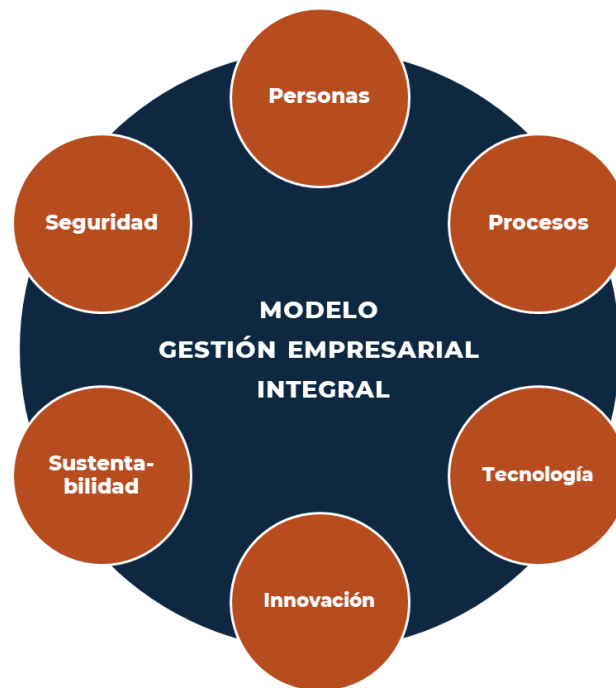 Personas
Seguridad
Procesos
MODELO
GESTIÓN EMPRESARIAL
INTEGRAL
Sustenta-
bilidad
Tecnología
Innovación